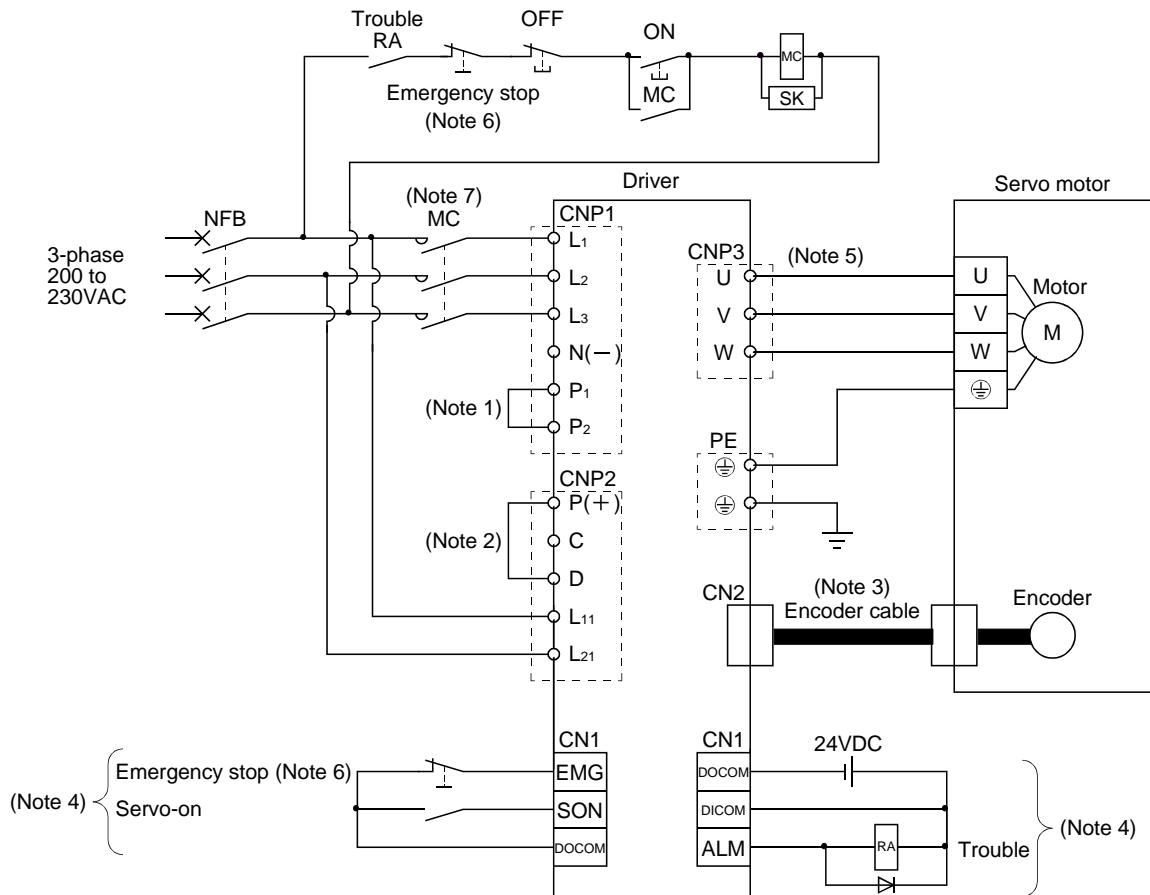 Trouble
RA
OFF
ON
MC
Emergency stop
(Note 6)
MC
SK
Driver
Servo motor
NFB
(Note 7)
MC
CNP1
L1
3-phase
200 to
230VAC
L2
L3
N(−)
(Note 1)
P1
P2
CNP3
U
V
W
(Note 5)
U
V
W
Motor
M
PE
CNP2
P(+)
(Note 2)
C
D
L11
L21
CN2
(Note 3)
Encoder cable
Encoder
CN1
(Note 4)
Emergency stop (Note 6)
EMG
Servo-on
SON
DOCOM
CN1
24VDC
DOCOM
DICOM
ALM
RA
Trouble
(Note 4)